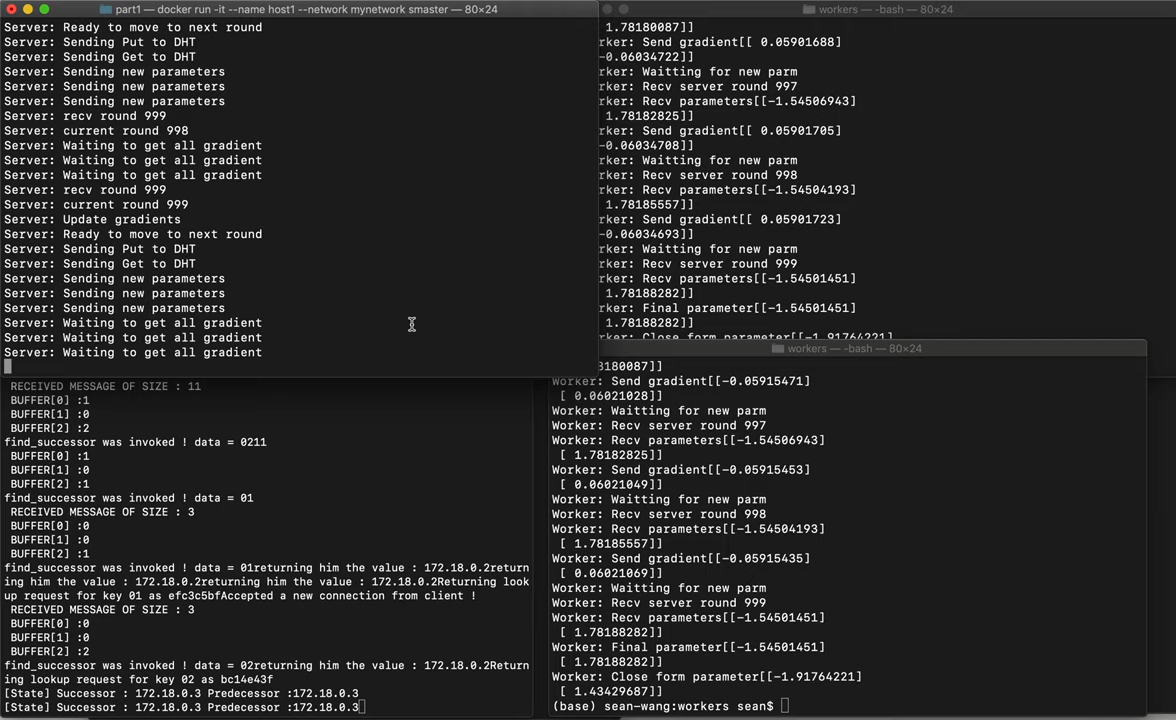 part1 — docker run -it --name host1 --network mynetwork smaster — 80×24
Server: Ready to move to next round
Server: Sending Put to DHT
Server: Sending Get to DHT
Server: Sending new parameters
Server: Sending new parameters
Server: Sending new parameters
Server: recv round 999
Server: current round 998
Server: Waiting to get all gradient
Server: Waiting to get all gradient
Server: Waiting to get all gradient
Server: recv round 999
Server: current round 999
Server: Update gradients
Server: Ready to move to next round
Server: Sending Put to DHT
Server: Sending Get to DHT
Server: Sending new parameters
Server: Sending new parameters
Server: Sending new parameters
Server: Waiting to get all gradient
Server: Waiting to get all gradient
Server: Waiting to get all gradient
workers — -bash — 80×24
1.78180087]]
rker: Send gradient[[ 0.05901688]
-0.06034722]]
rker: Waitting for new parm
rker: Recv server round 997
rker: Recv parameters[[-1.54506943]
1.78182825]]
rker: Send gradient[[ 0.05901705]
-0.06034708]]
rker: Waitting for new parm
rker: Recv server round 998
rker: Recv parameters[[-1.54504193]
1.78185557]]
rker: Send gradient[[ 0.05901723]
-0.06034693]]
rker: Waitting for new parm
rker: Recv server round 999
rker: Recv parameters[[-1.54501451]
1.78188282]]
rker: Final parameter[[-1.54501451]
1.78188282]]
rker: Close form parameter[[-1.91764221]
RECEIVED MESSAGE OF SIZE : 11
BUFFER[0] :1
BUFFER[1] :0
BUFFER[2] :2
find_successor was invoked ! data = 0211
BUFFER[0] :1
BUFFER[1] :0
BUFFER[2] :1
find_successor was invoked ! data = 01
RECEIVED MESSAGE OF SIZE : 3
BUFFER[0] :0
BUFFER[1] :0
BUFFER[2] :1
find_successor was invoked ! data = 01returning him the value : 172.18.0.2return
ing him the value : 172.18.0.2returning him the value : 172.18.0.2Returning look
up request for key 01 as efc3c5bfAccepted a new connection from client !
RECEIVED MESSAGE OF SIZE : 3
BUFFER[0] :0
BUFFER[1] :0
BUFFER[2] :2
find_successor was invoked ! data = 02returning him the value : 172.18.0.2Return
ing lookup request for key 02 as bc14e43f
[State] Successor : 172.18.0.3 Predecessor :172.18.0.3
[State] Successor : 172.18.0.3 Predecessor :172.18.0.3
workers — -bash — 80×24
80087]]
Worker: Send gradient[[-0.05915471]
[ 0.06021028]]
Worker: Waitting for new parm
Worker: Recv server round 997
Worker: Recv parameters[[-1.54506943]
[ 1.78182825]]
Worker: Send gradient[[-0.05915453]
[ 0.06021049]]
Worker: Waitting for new parm
Worker: Recv server round 998
Worker: Recv parameters[[-1.54504193]
[ 1.78185557]]
Worker: Send gradient[[-0.05915435]
[ 0.06021069]]
Worker: Waitting for new parm
Worker: Recv server round 999
Worker: Recv parameters[[-1.54501451]
[ 1.78188282]]
Worker: Final parameter[[-1.54501451]
[ 1.78188282]]
Worker: Close form parameter[[-1.91764221]
[ 1.43429687]]
(base) sean-wang:workers sean$